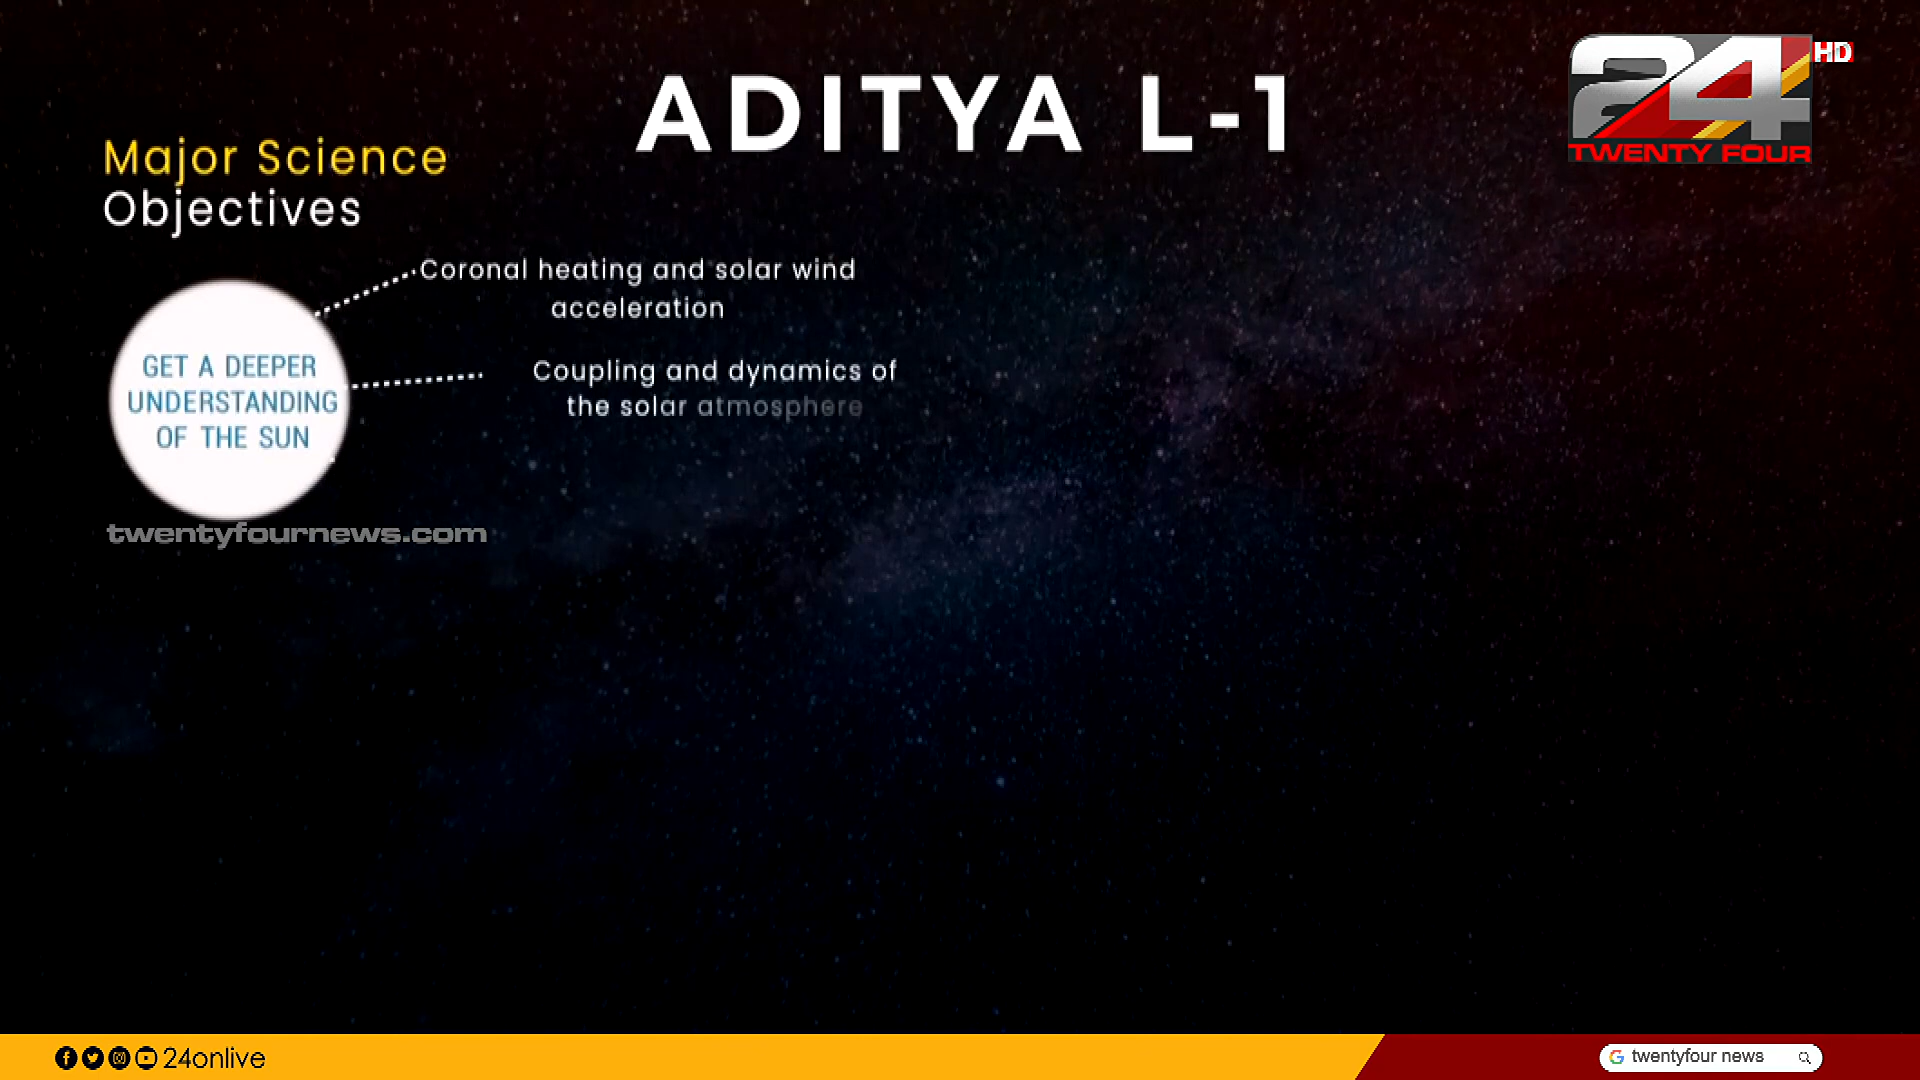 ADITYA L-1
24 HD
TWENTY FOUR
Major Science
Objectives
Coronal heating and solar wind
acceleration
GET A DEEPER
UNDERSTANDING
OF THE SUN
Coupling and dynamics of
the solar atmosphere
twentyfournews.com
24onlive
twentyfour news